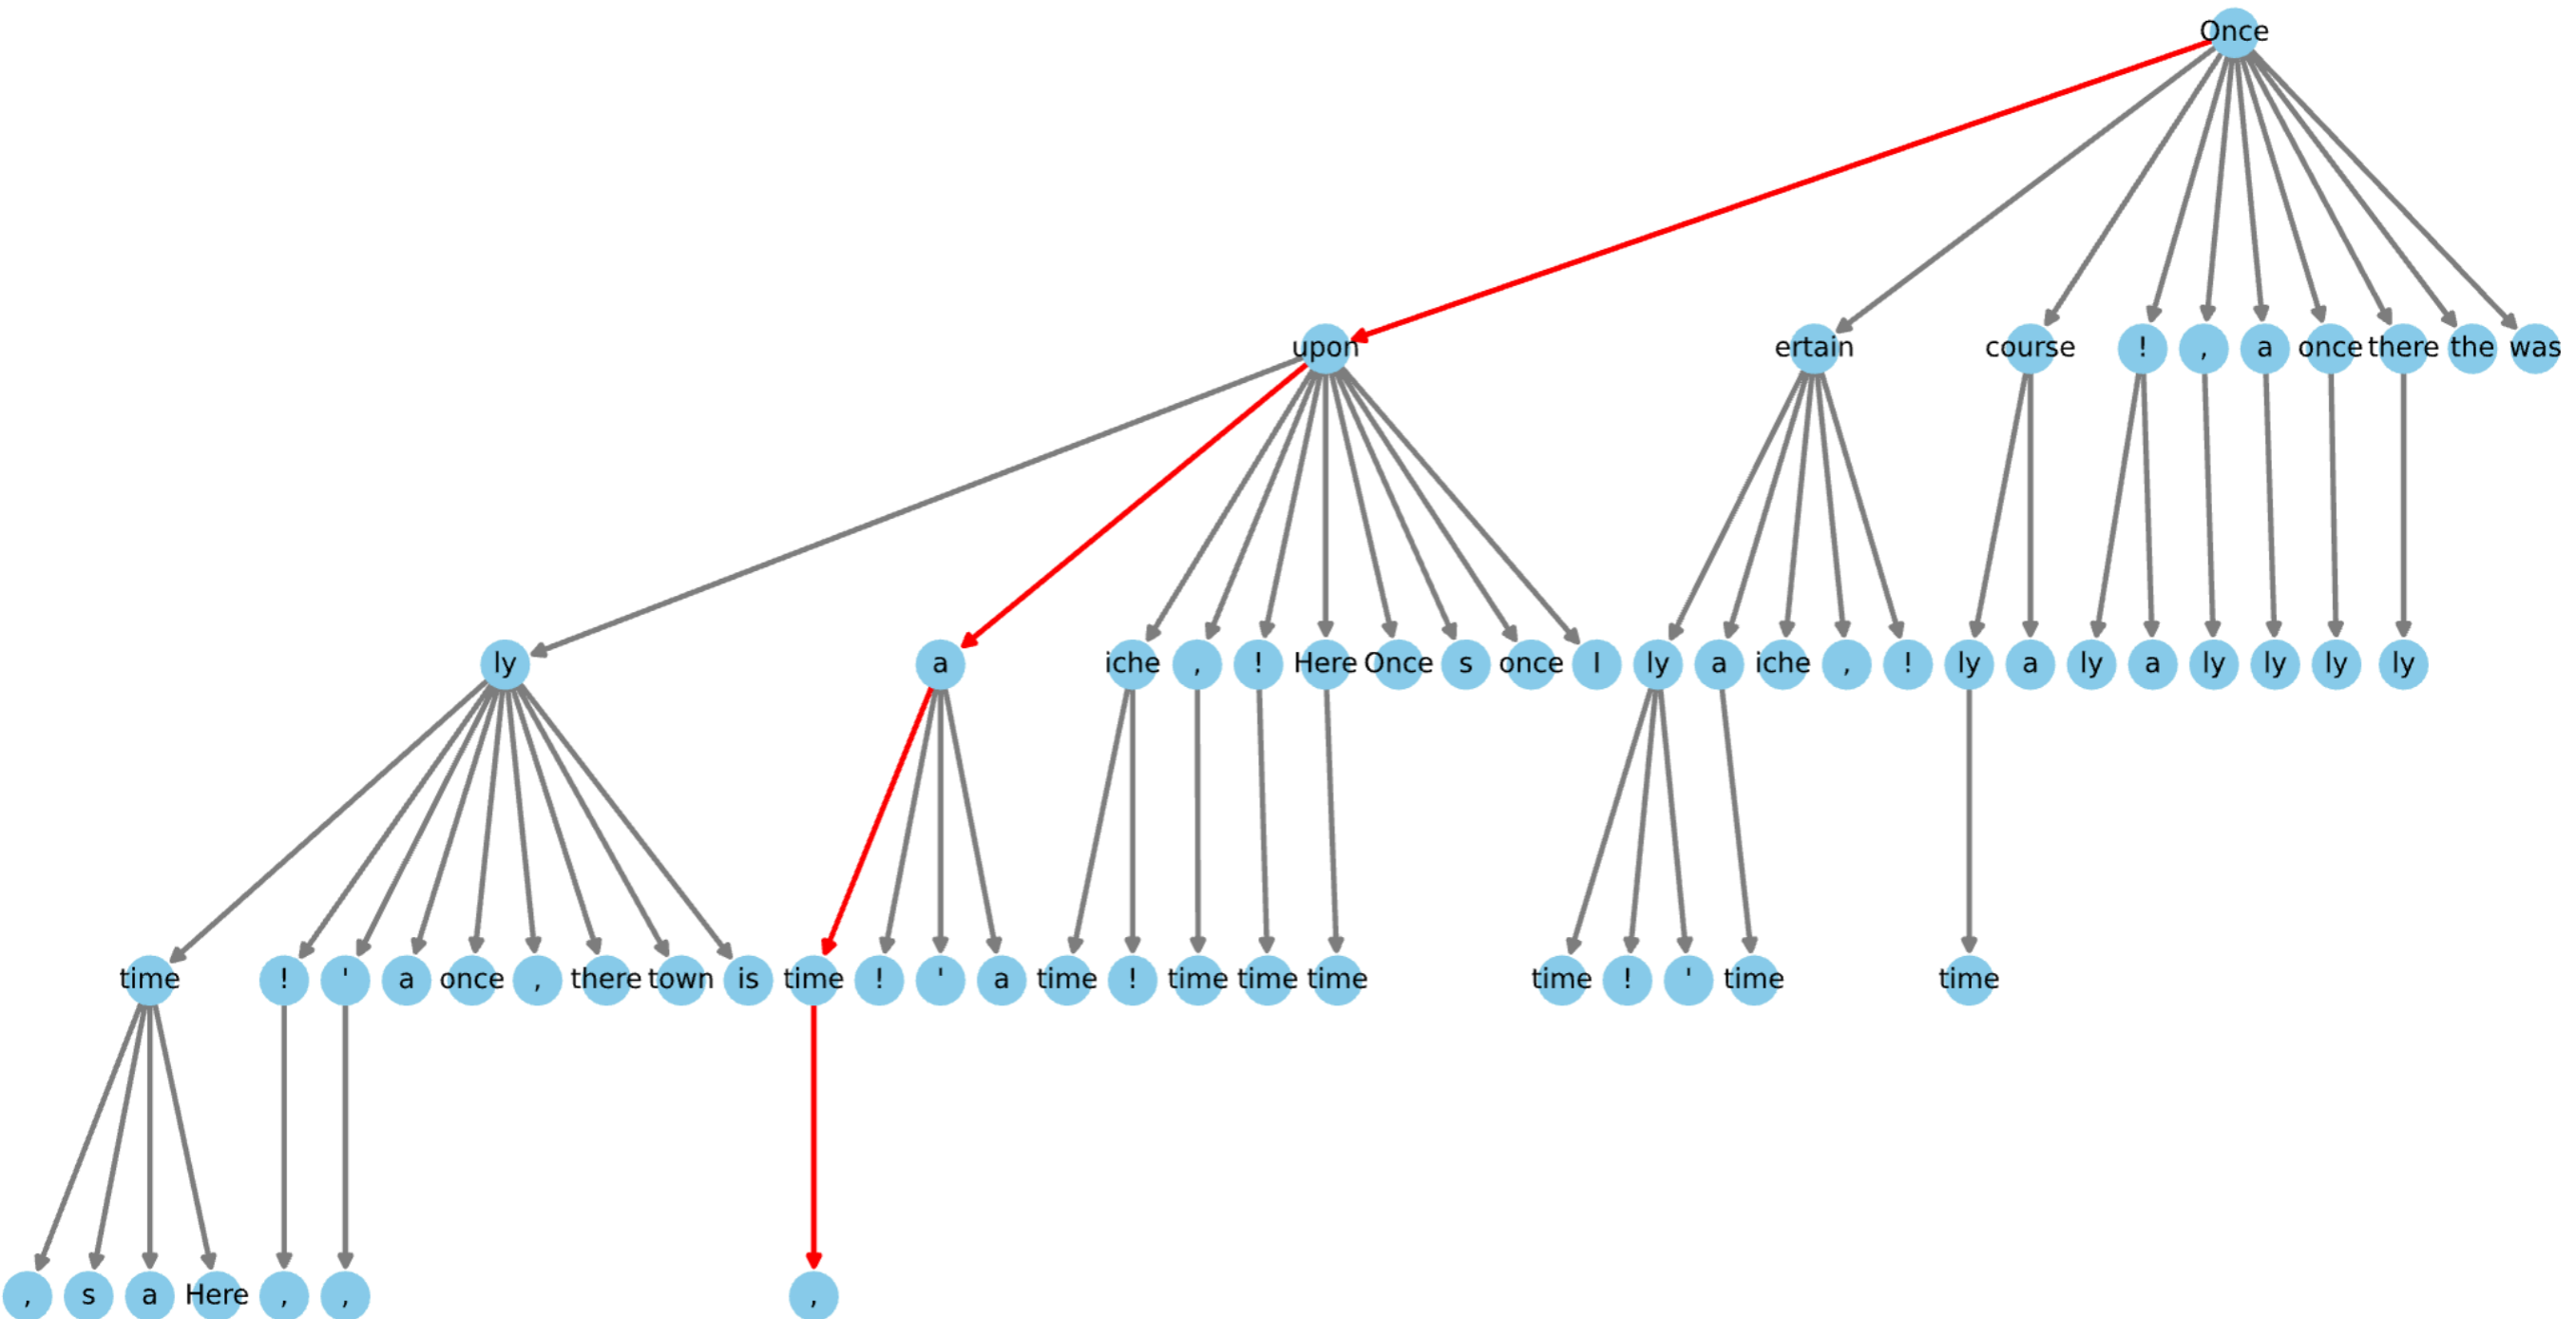 Once
upon ertain course ! , a once there the was
ly a iche , ! Here Once s once I ly a iche , ! ly a ly a ly ly ly ly
time ! ' a once , there town is time ! ' a time ! time time time time ! ' time time
, s a Here , , ,